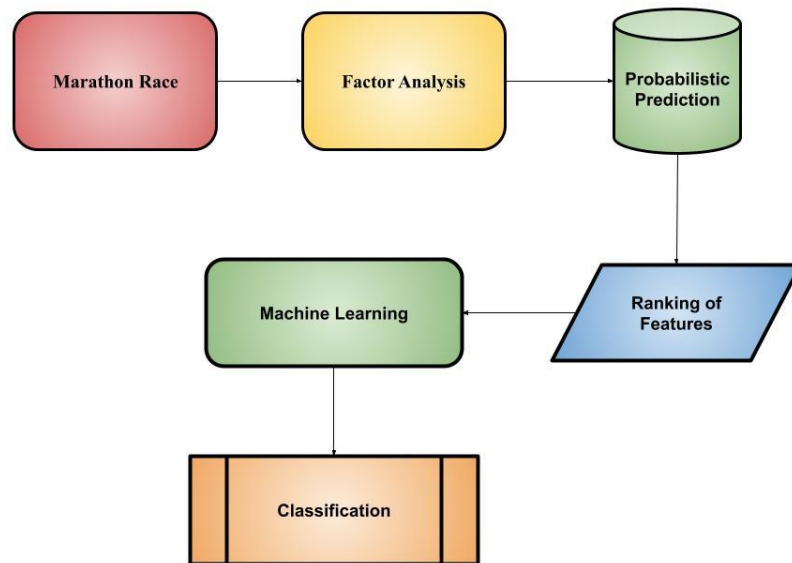 Marathon Race
Factor Analysis
Probabilistic
Prediction
Ranking of
Features
Machine Learning
Classification